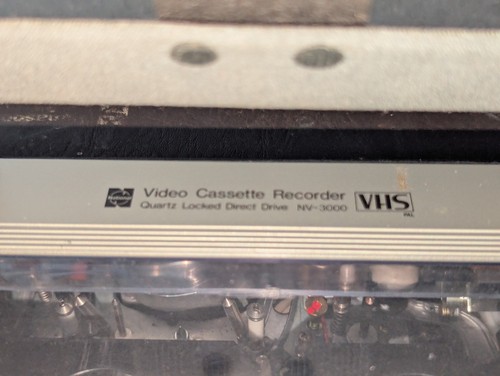 Video Cassette Recorder
Quartz Locked Direct Drive NV-3000
VHS
PAL